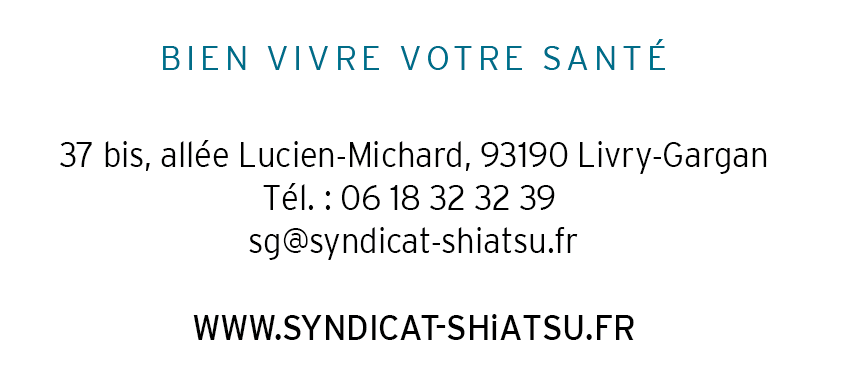 BIEN VIVRE VOTRE SANTÉ
37 bis, allée Lucien-Michard, 93190 Livry-Gargan
Tél. : 06 18 32 32 39
sg@syndicat-shiatsu.fr
WWW.SYNDICAT-SHiATSU.FR